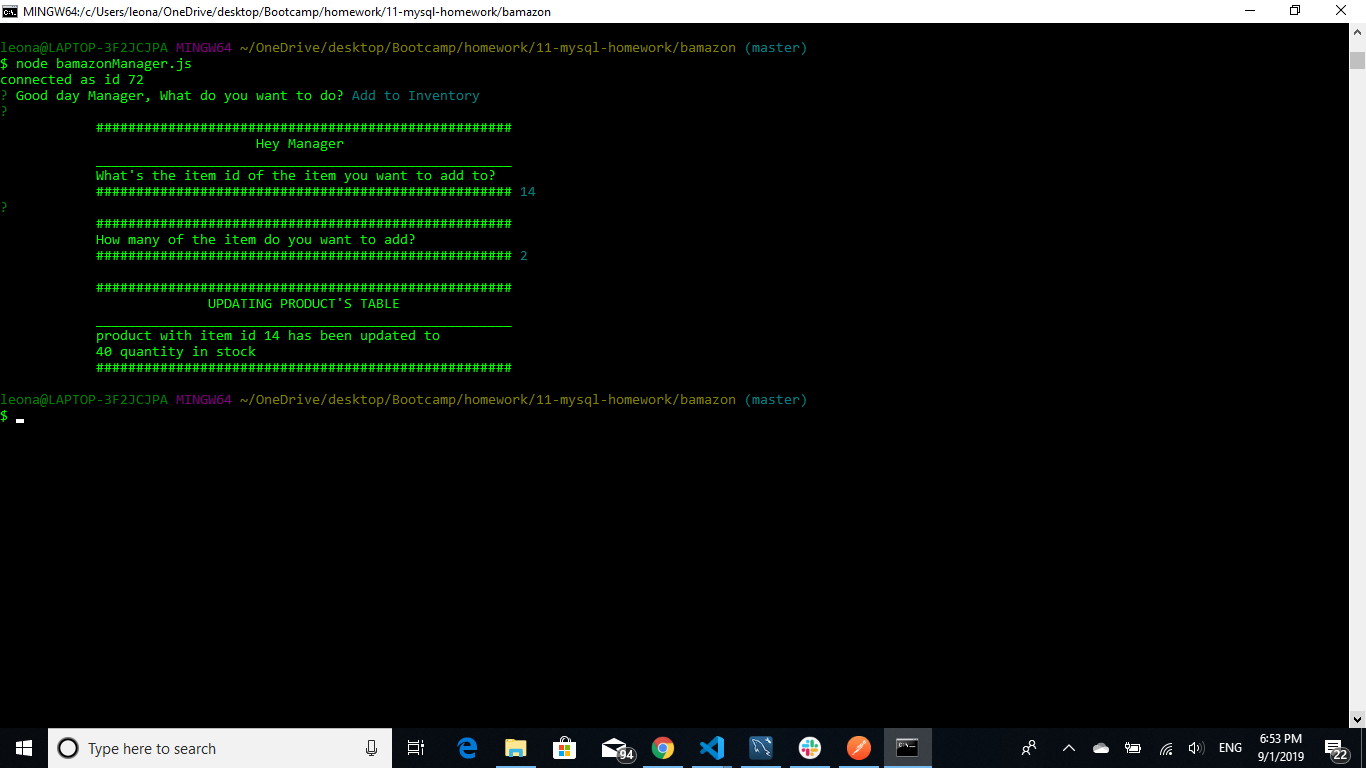 MINGW64:/c/Users/leona/OneDrive/desktop/Bootcamp/homework/11-mysql-homework/bamazon
leona@LAPTOP-3F2JCJPA MINGW64 ~/OneDrive/desktop/Bootcamp/homework/11-mysql-homework/bamazon (master)
$ node bamazonManager.js
connected as id 72
? Good day Manager, What do you want to do? Add to Inventory
?
####################################################
Hey Manager
____________________________________________________
What's the item id of the item you want to add to?
#################################################### 14
?
####################################################
How many of the item do you want to add?
#################################################### 2
####################################################
UPDATING PRODUCT'S TABLE
____________________________________________________
product with item id 14 has been updated to
40 quantity in stock
####################################################
leona@LAPTOP-3F2JCJPA MINGW64 ~/OneDrive/desktop/Bootcamp/homework/11-mysql-homework/bamazon (master)
$
Type here to search
94
ENG
6:53 PM
9/1/2019
22